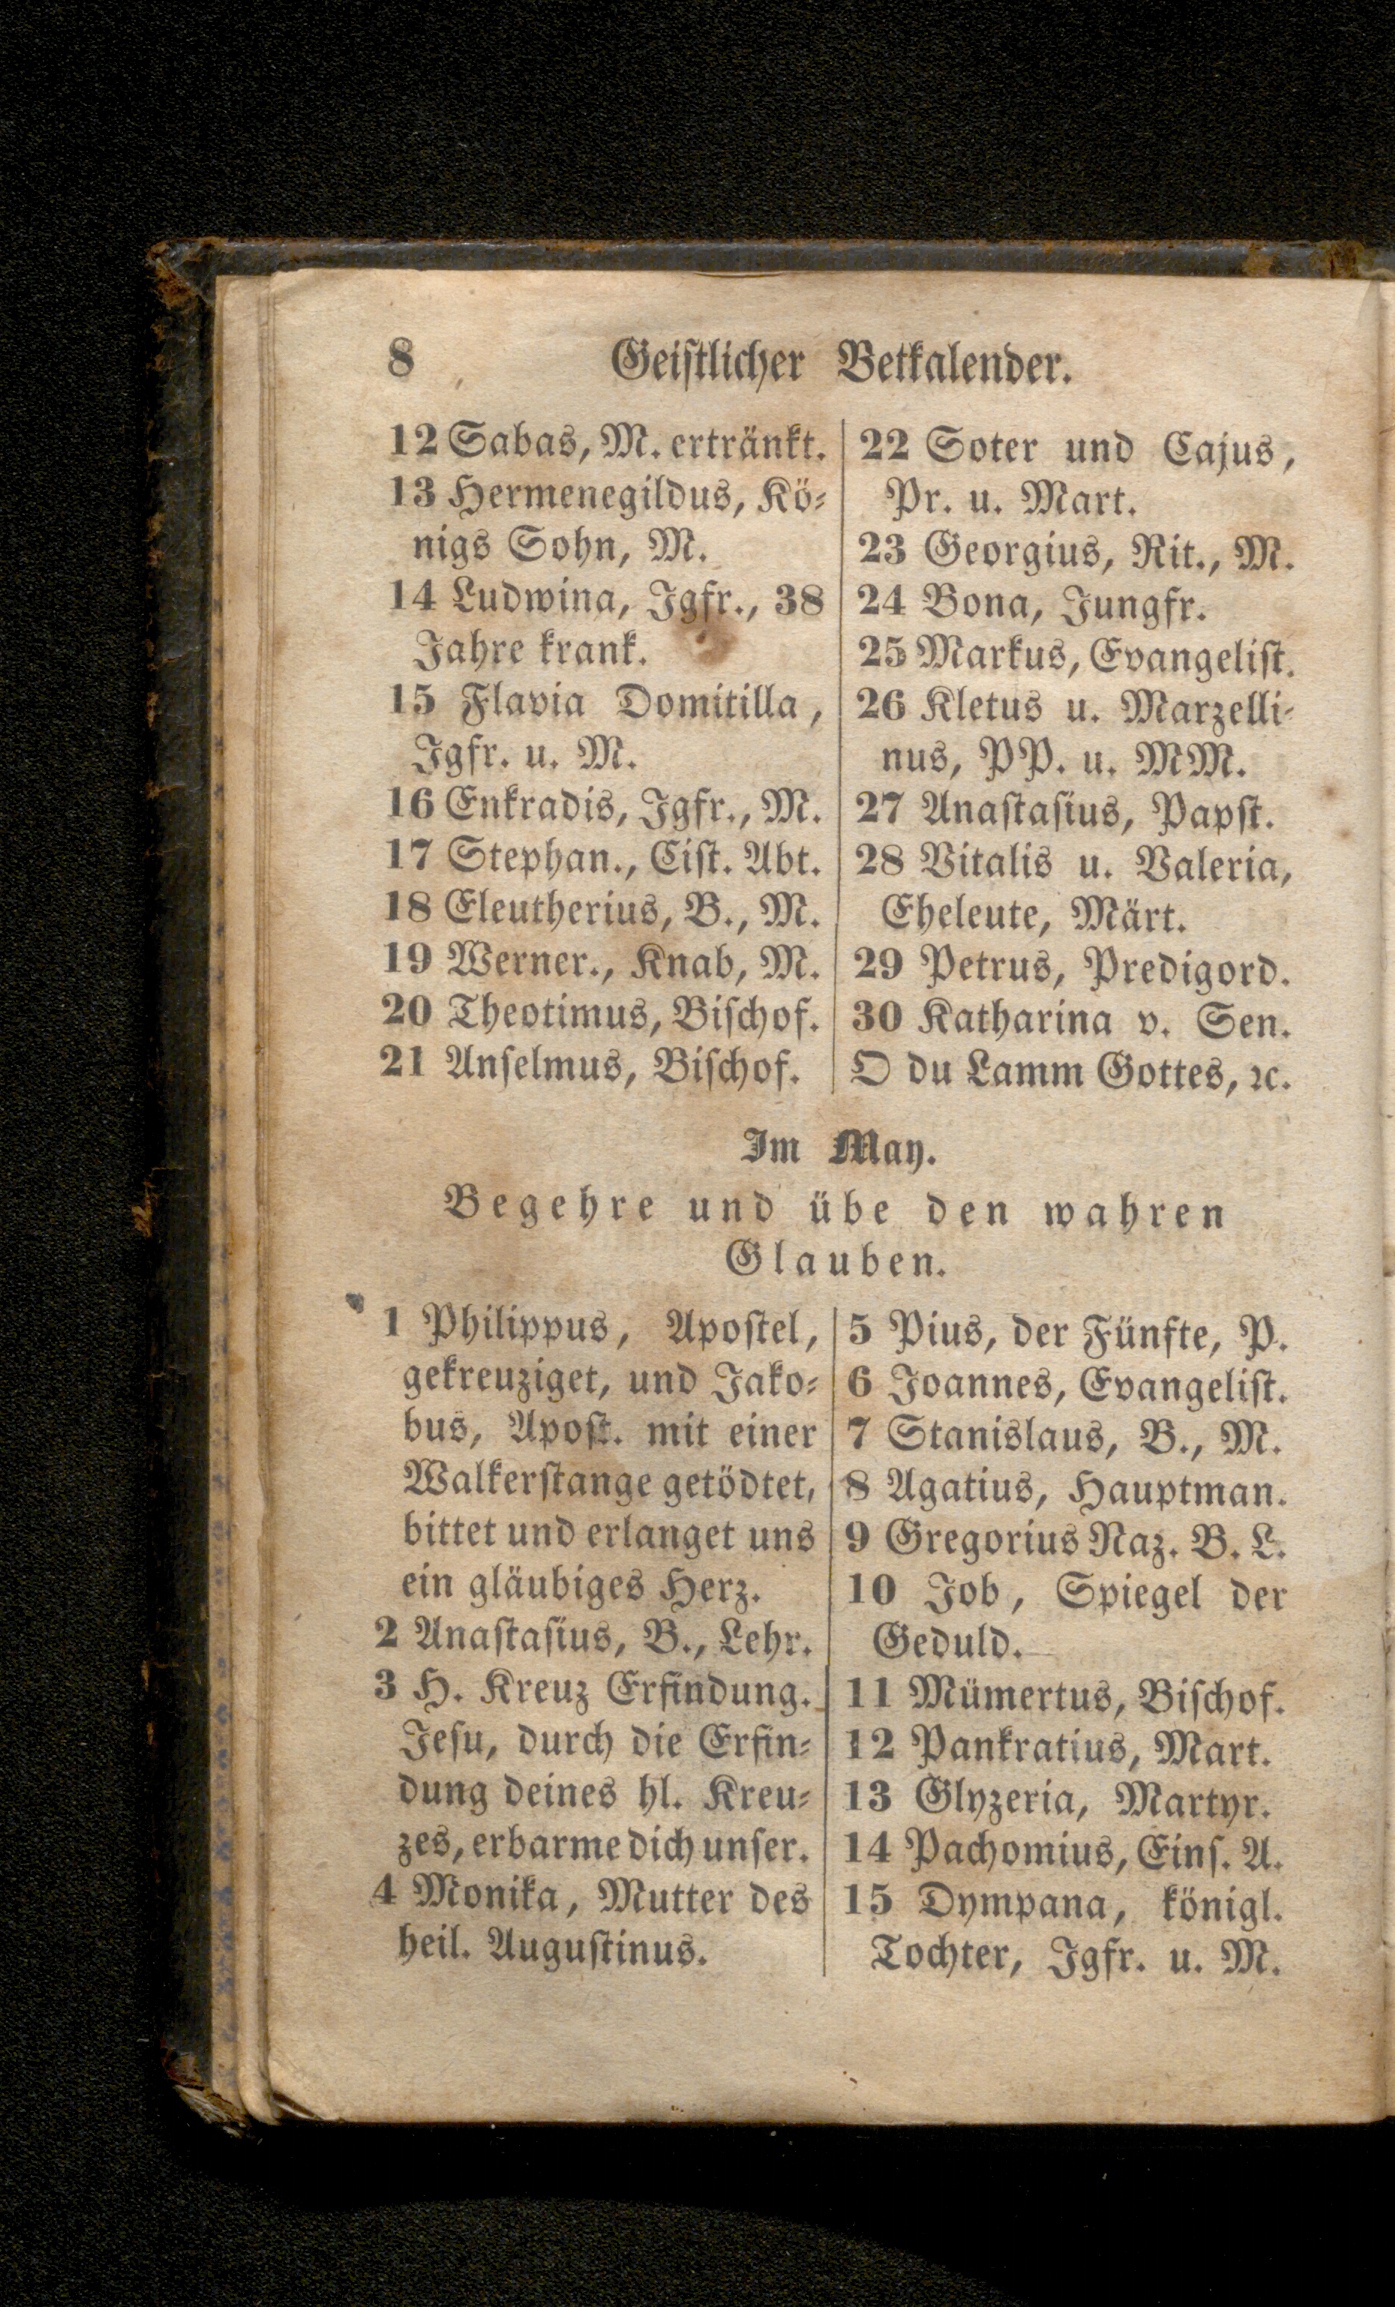 8 Geistlicher Betkalender.
12 Sabas, M. ertränkt.
13 Hermenegildus, Kö-
nigs Sohn, M.
14 Ludwina, Jgfr., 38
Jahre krank.
15 Flavia Domitilla,
Jgfr. u. M.
16 Enkradis, Jgfr., M.
17 Stephan., Cist. Abt.
18 Eleutherius, B., M.
19 Werner., Knab, M.
20 Theotimus, Bischof.
21 Anselmus, Bischof.
22 Soter und Cajus,
Pr. u. Mart.
23 Georgius, Rit., M.
24 Bona, Jungfr.
25 Markus, Evangelist.
26 Kletus u. Marzelli-
nus, PP. u. MM.
27 Anastasius, Papst.
28 Vitalis u. Valeria,
Eheleute, Märt.
29 Petrus, Predigord.
30 Katharina v. Sen.
O du Lamm Gottes, ꝛc.
Im May.
Begehre und übe den wahren
Glauben.
1 Philippus, Apostel,
gekreuziget, und Jako-
bus, Apost. mit einer
Walkerstange getödtet,
bittet und erlanget uns
ein gläubiges Herz.
2 Anastasius, B., Lehr.
3 H. Kreuz Erfindung.
Jesu, durch die Erfin-
dung deines hl. Kreu-
zes, erbarme dich unser.
4 Monika, Mutter des
heil. Augustinus.
5 Pius, der Fünfte, P.
6 Joannes, Evangelist.
7 Stanislaus, B., M.
8 Agatius, Hauptman.
9 Gregorius Naz. B. L.
10 Job, Spiegel der
Geduld.
11 Mümertus, Bischof.
12 Pankratius, Mart.
13 Glyzeria, Martyr.
14 Pachomius, Eins. A.
15 Dympana, königl.
Tochter, Jgfr. u. M.